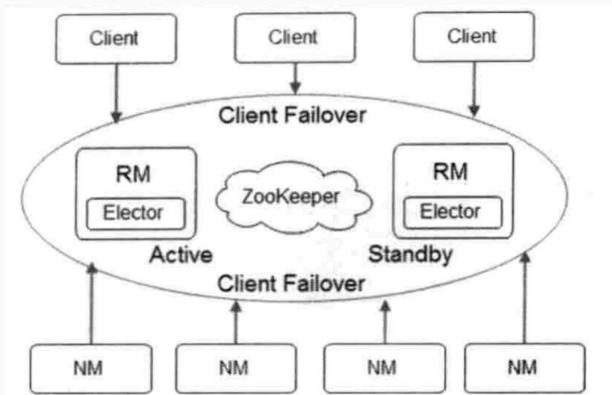 Client
Client
Client
Client Failover
RM
Elector
ZooKeeper
RM
Elector
Active
Standby
Client Failover
NM
NM
NM
NM